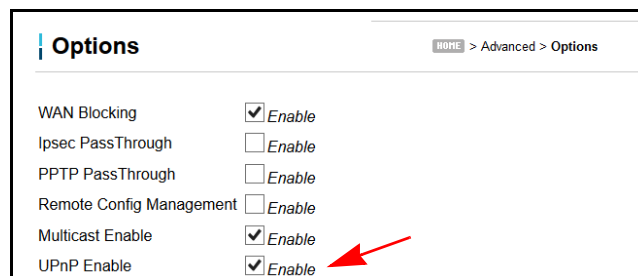 Options
HOME > Advanced > Options
WAN Blocking Enable
Ipsec PassThrough Enable
PPTP PassThrough Enable
Remote Config Management Enable
Multicast Enable Enable
UPnP Enable Enable